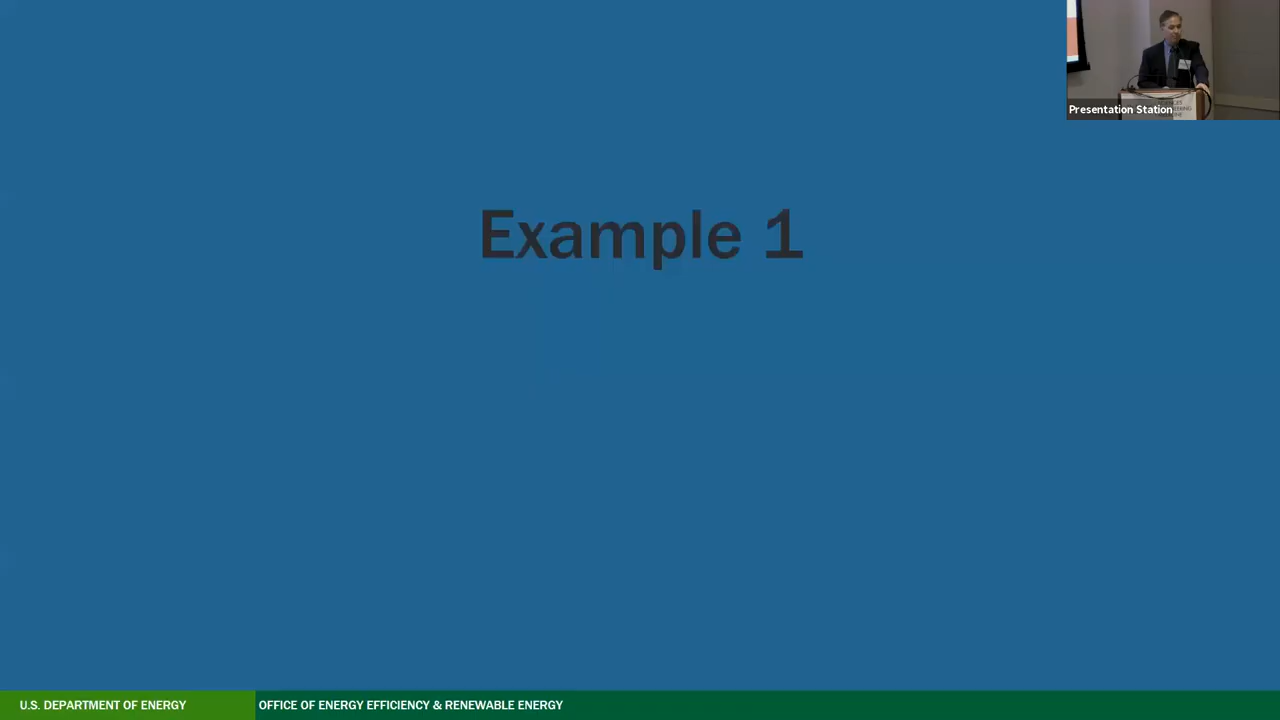 Presentation Station
Example 1
U.S. DEPARTMENT OF ENERGY
OFFICE OF ENERGY EFFICIENCY & RENEWABLE ENERGY